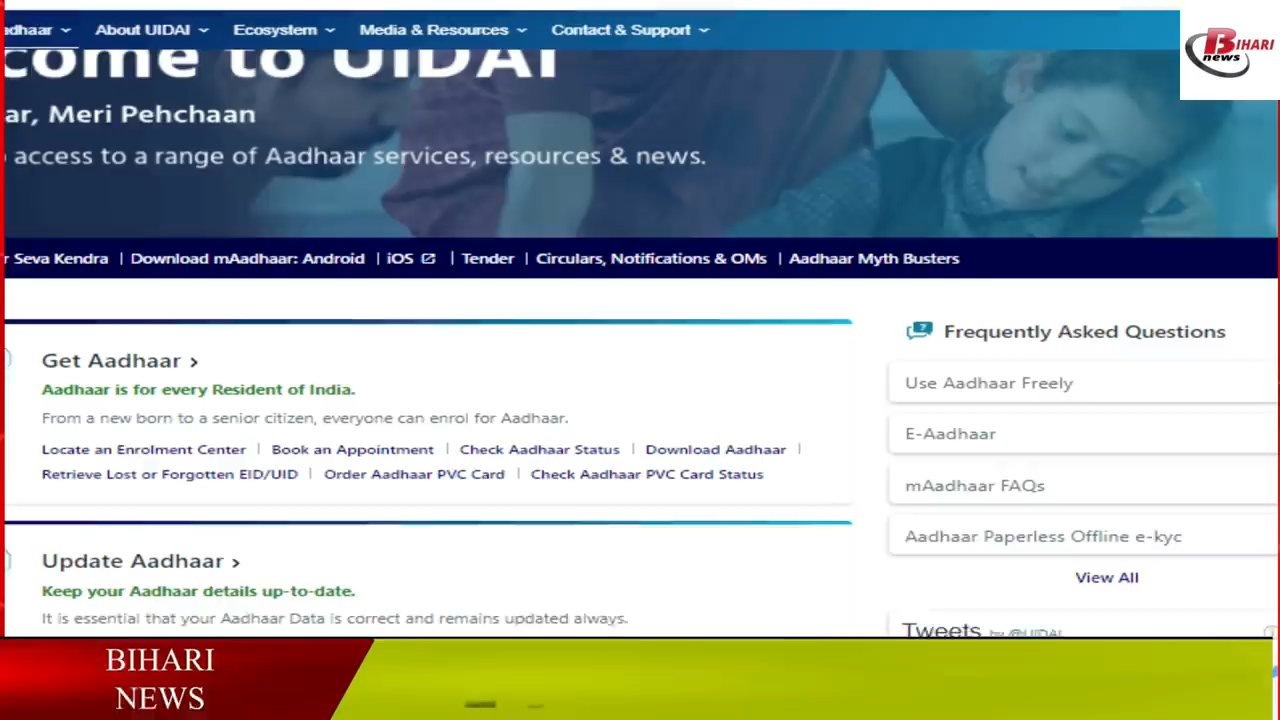 adhaar
About UIDAI
Ecosystem
Media & Resources
Contact & Support
BIHARI
news
come to UIDAI
ar, Meri Pehchaan
access to a range of Aadhaar services, resources & news.
r Seva Kendra | Download mAadhaar: Android | iOS | Tender | Circulars, Notifications & OMs | Aadhaar Myth Busters
Get Aadhaar >
Aadhaar is for every Resident of India.
From a new born to a senior citizen, everyone can enrol for Aadhaar.
Locate an Enrolment Center | Book an Appointment | Check Aadhaar Status | Download Aadhaar |
Retrieve Lost or Forgotten EID/UID | Order Aadhaar PVC Card | Check Aadhaar PVC Card Status
Update Aadhaar >
Keep your Aadhaar details up-to-date.
It is essential that your Aadhaar Data is correct and remains updated always.
Frequently Asked Questions
Use Aadhaar Freely
E-Aadhaar
mAadhaar FAQs
Aadhaar Paperless Offline e-kyc
View All
Tweets by @UIDAI
BIHARI
NEWS